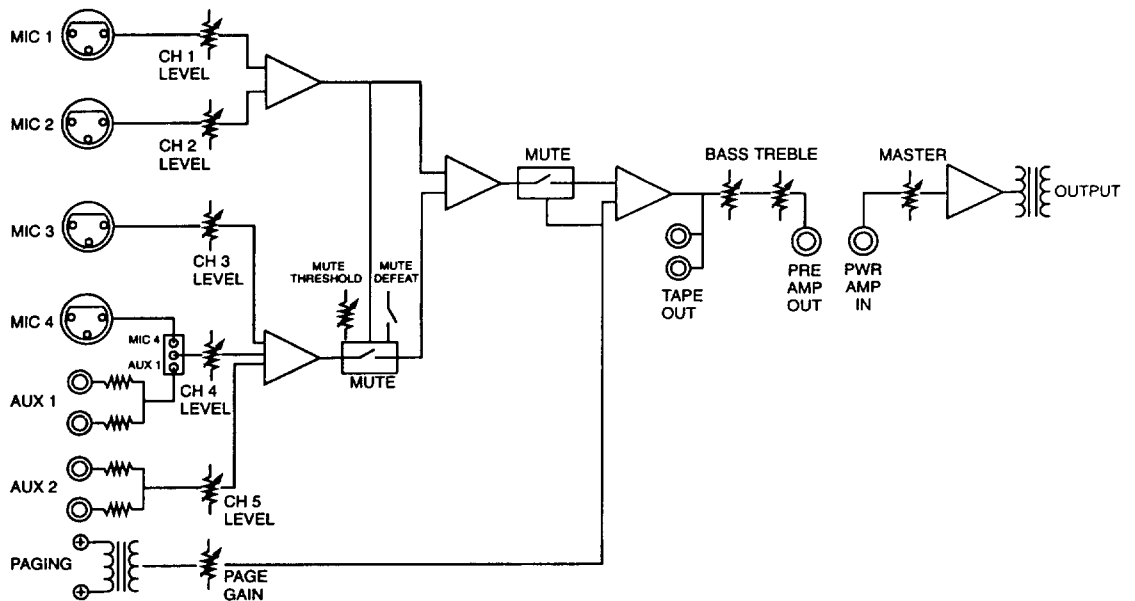 MIC 1
CH 1
LEVEL
MIC 2
CH 2
LEVEL
MUTE
BASS TREBLE
MASTER
OUTPUT
MIC 3
CH 3
LEVEL
MUTE
THRESHOLD
MUTE
DEFEAT
TAPE
OUT
PRE
AMP
OUT
PWR
AMP
IN
MIC 4
MIC 4
AUX 1
CH 4
LEVEL
MUTE
AUX 1
AUX 2
CH 5
LEVEL
PAGING
PAGE
GAIN